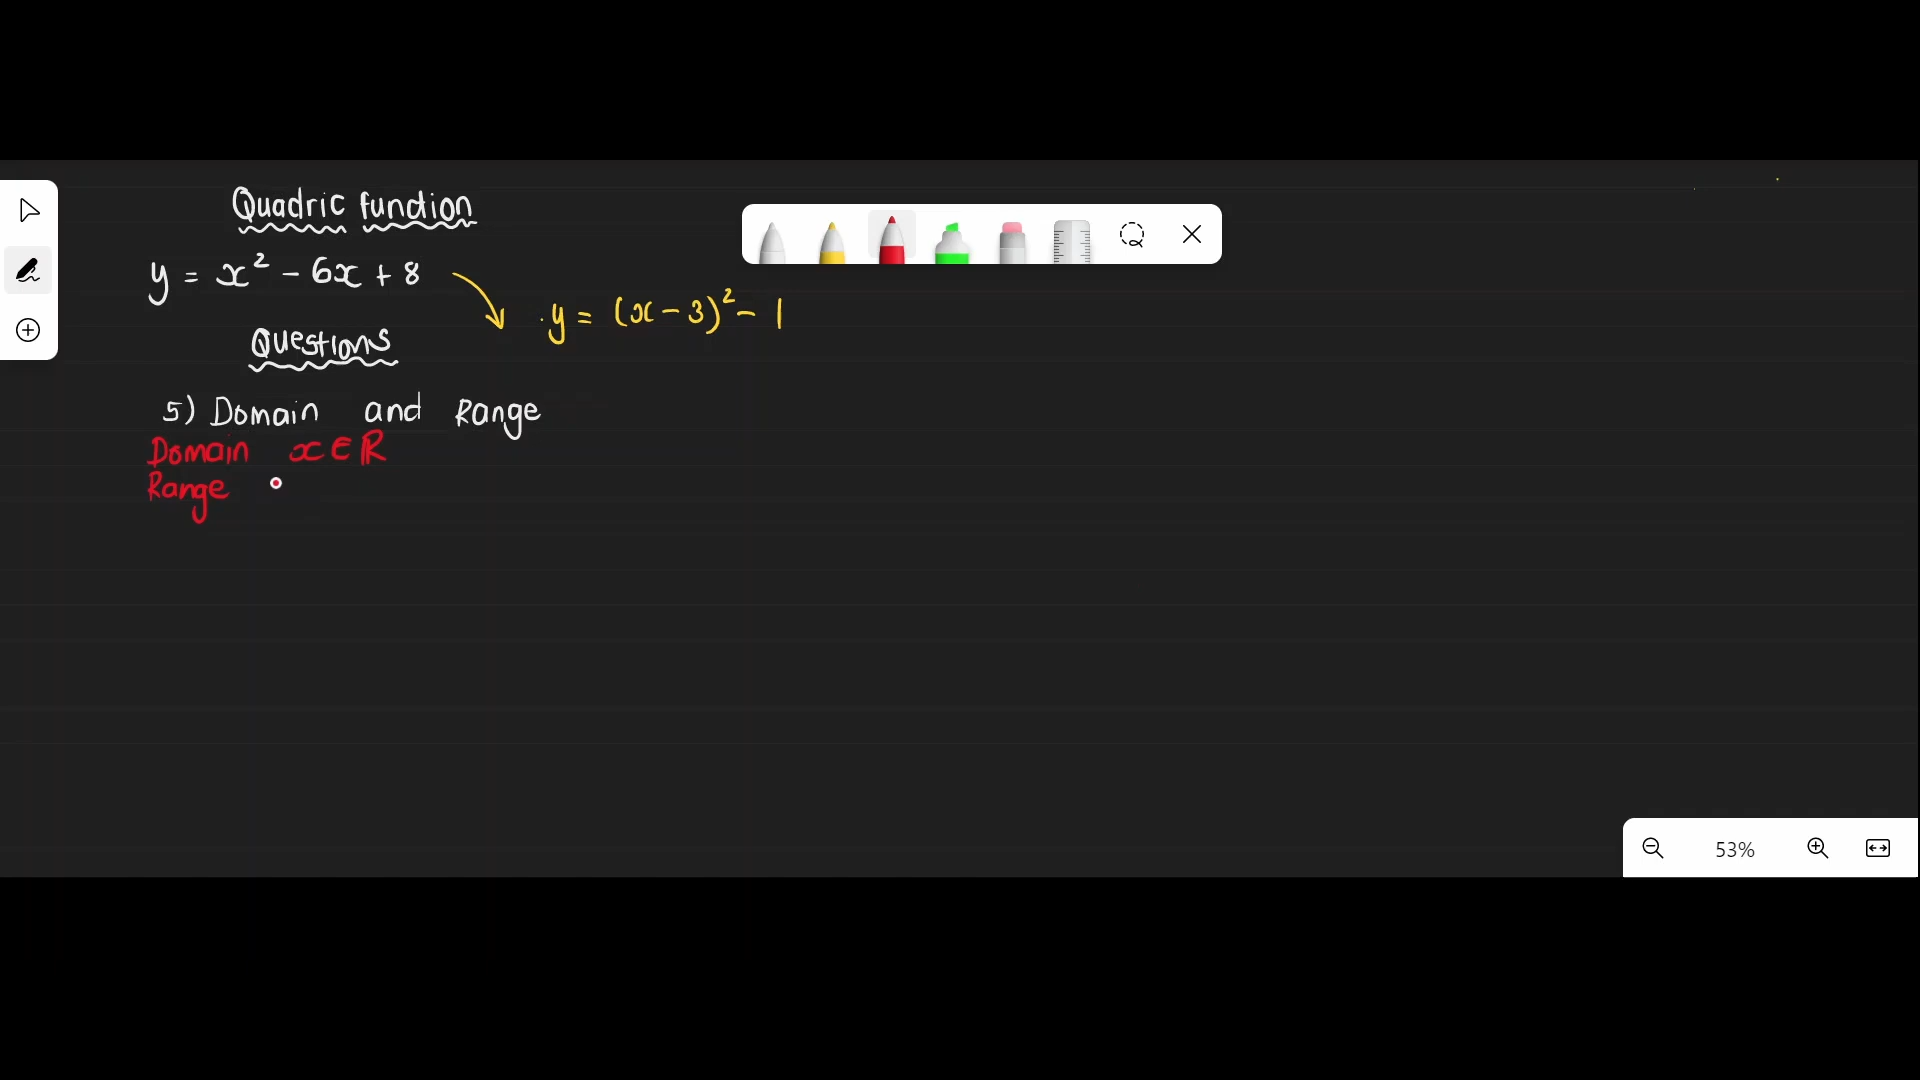 Quadric function
y = x² - 6x + 8
y = (x - 3)² - 1
Questions
5) Domain and Range
Domain x ∈ ℝ
Range
53%